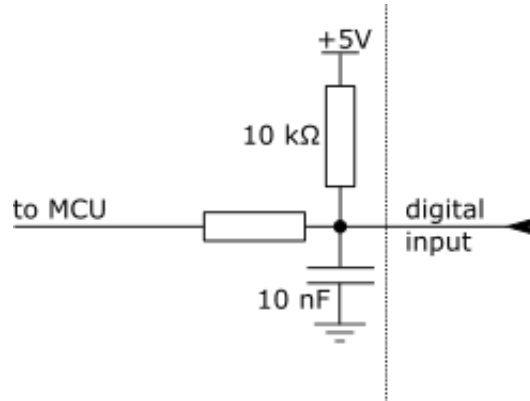 +5V
10 kΩ
to MCU
digital
input
10 nF